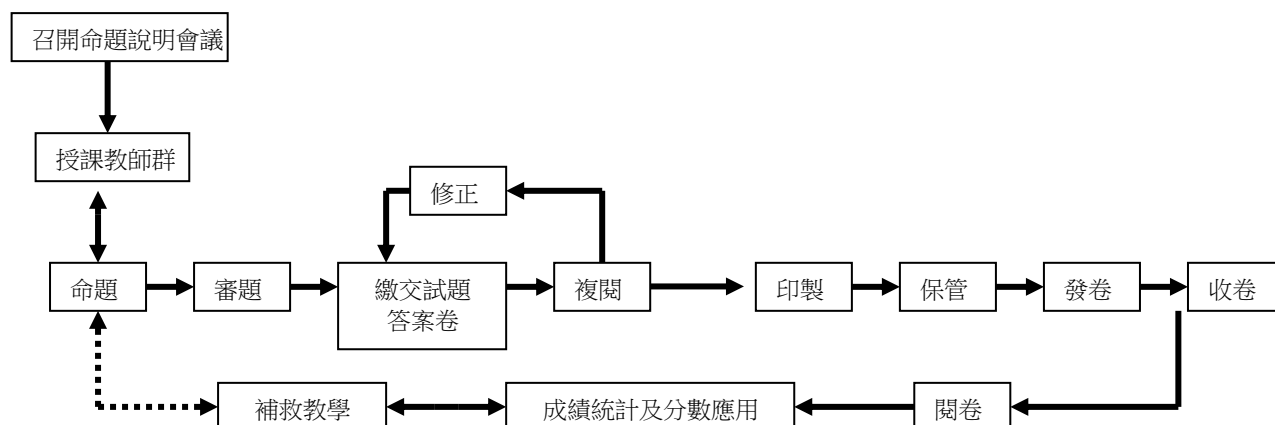 召開命題說明會議
授課教師群
修正
命題
審題
繳交試題
答案卷
複閱
印製
保管
發卷
收卷
補救教學
成績統計及分數應用
閱卷